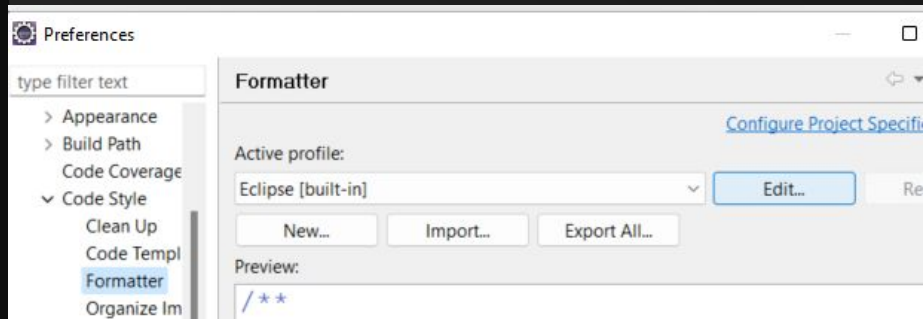 Preferences
type filter text
Appearance
Build Path
Code Coverage
Code Style
Clean Up
Code Templ
Formatter
Organize Im
Formatter
Configure Project Specifi
Active profile:
Eclipse [built-in]
Edit...
Re
New...
Import...
Export All...
Preview:
/**